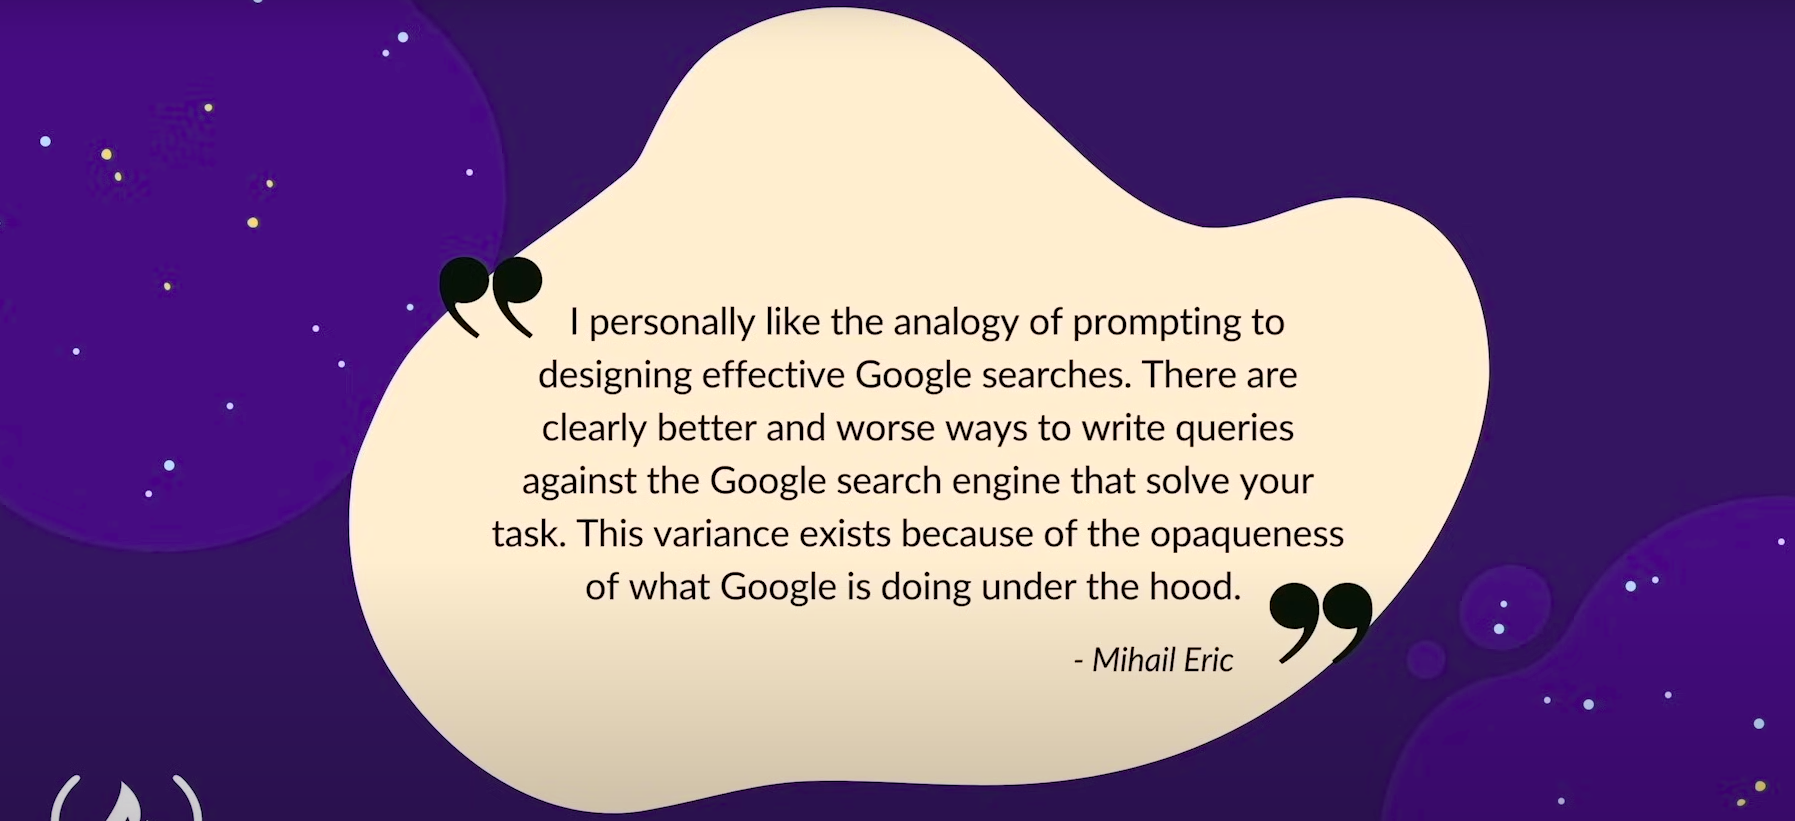 I personally like the analogy of prompting to
designing effective Google searches. There are
clearly better and worse ways to write queries
against the Google search engine that solve your
task. This variance exists because of the opaqueness
of what Google is doing under the hood.
- Mihail Eric